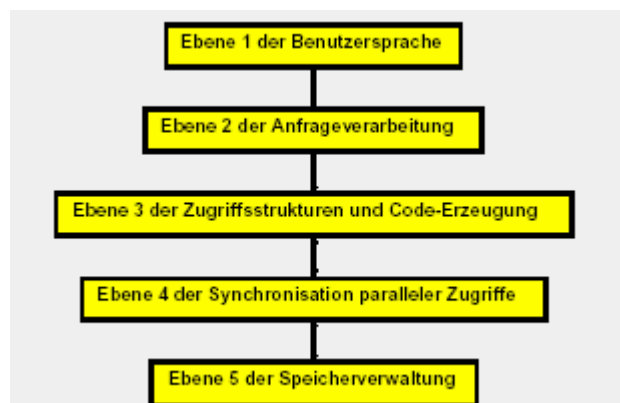 Ebene 1 der Benutzersprache
Ebene 2 der Anfrageverarbeitung
Ebene 3 der Zugriffsstrukturen und Code-Erzeugung
Ebene 4 der Synchronisation paralleler Zugriffe
Ebene 5 der Speicherverwaltung